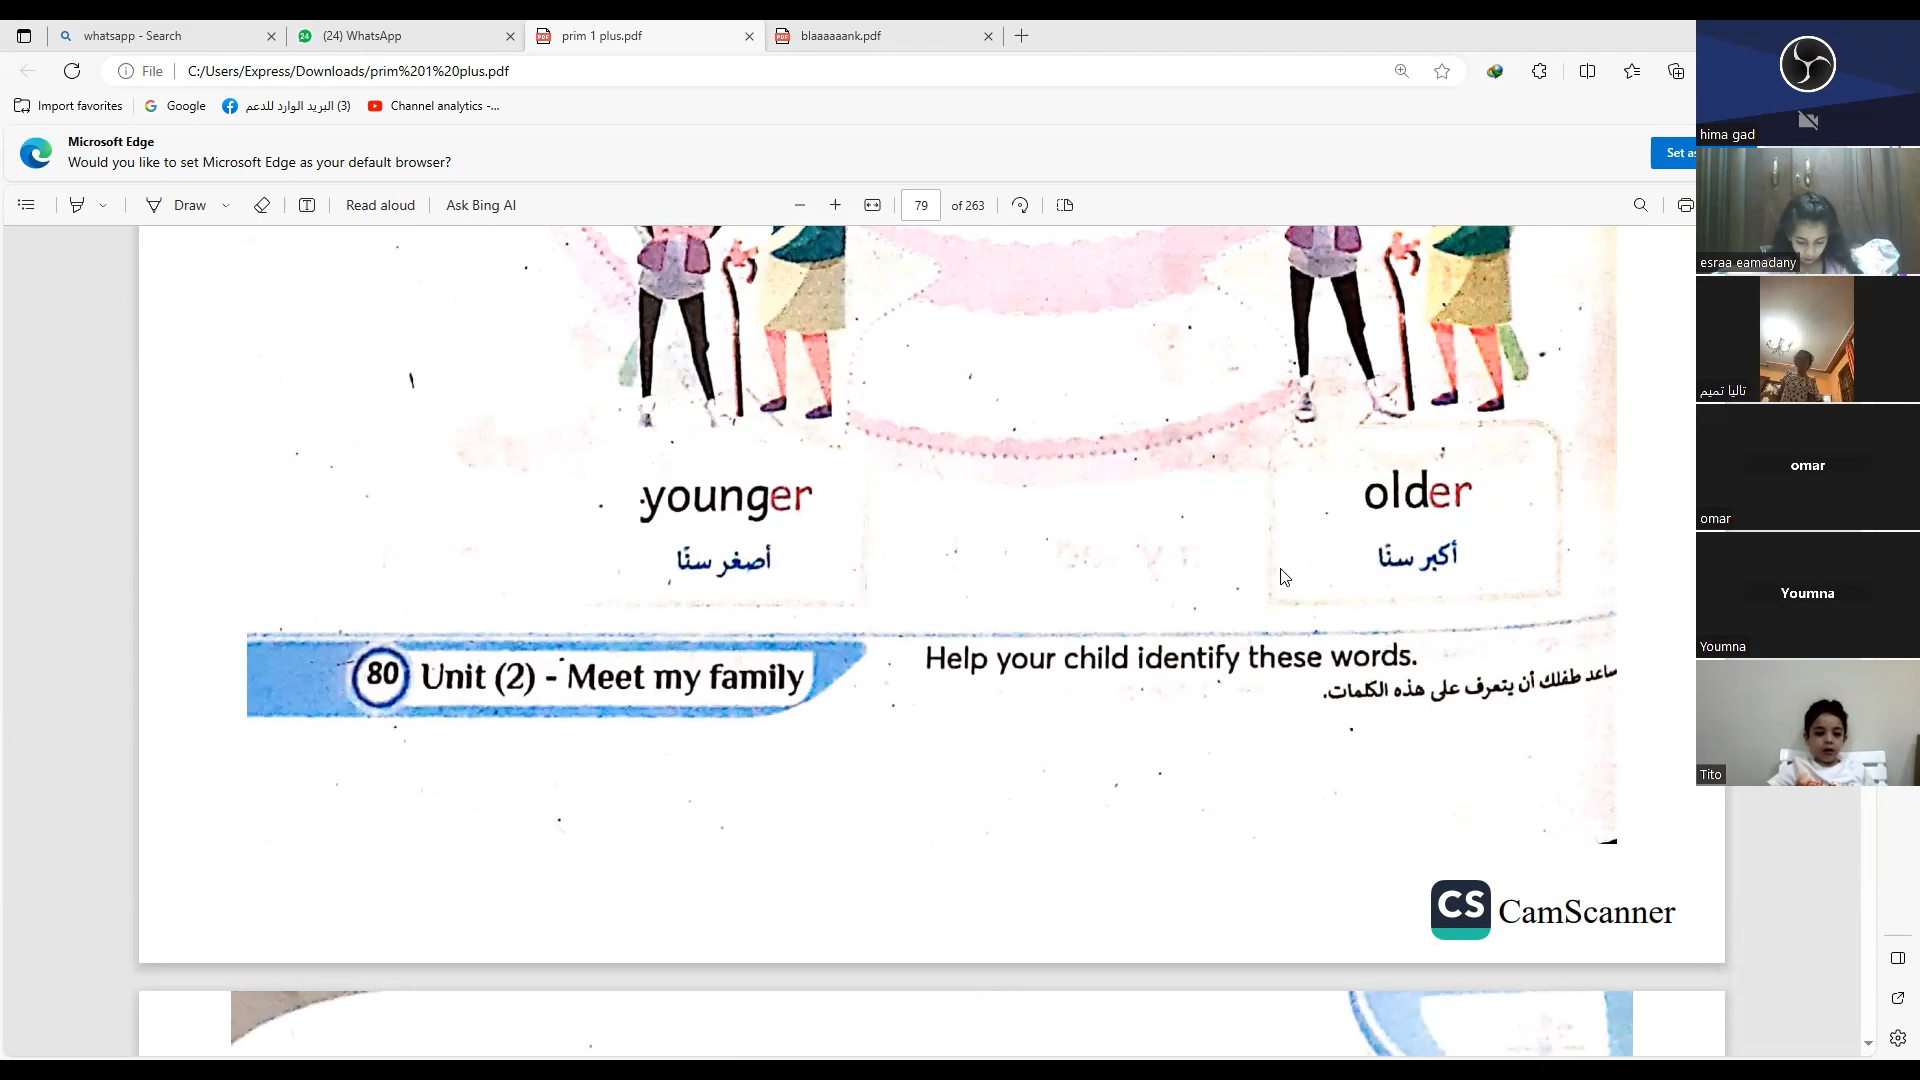 whatsapp - Search
(24) WhatsApp
prim 1 plus.pdf
blaaaaaank.pdf
File
C:/Users/Express/Downloads/prim%201%20plus.pdf
Import favorites
Google
(3) البريد الوارد للدعم
Channel analytics -...
Microsoft Edge
Would you like to set Microsoft Edge as your default browser?
Set as
Draw
Read aloud
Ask Bing AI
79
of 263
younger
older
أصغر سنًا
أكبر سنًا
80 Unit (2) - Meet my family
Help your child identify these words.
ساعد طفلك أن يتعرف على هذه الكلمات.
CS CamScanner
hima gad
esraa eamadany
تاليا تميم
omar
omar
Youmna
Youmna
Tito